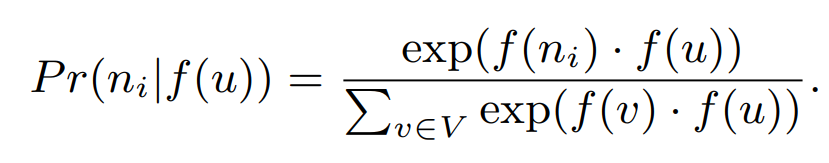 Pr(n_i|f(u)) = \frac{\exp(f(n_i) \cdot f(u))}{\sum_{v \in V} \exp(f(v) \cdot f(u))}.